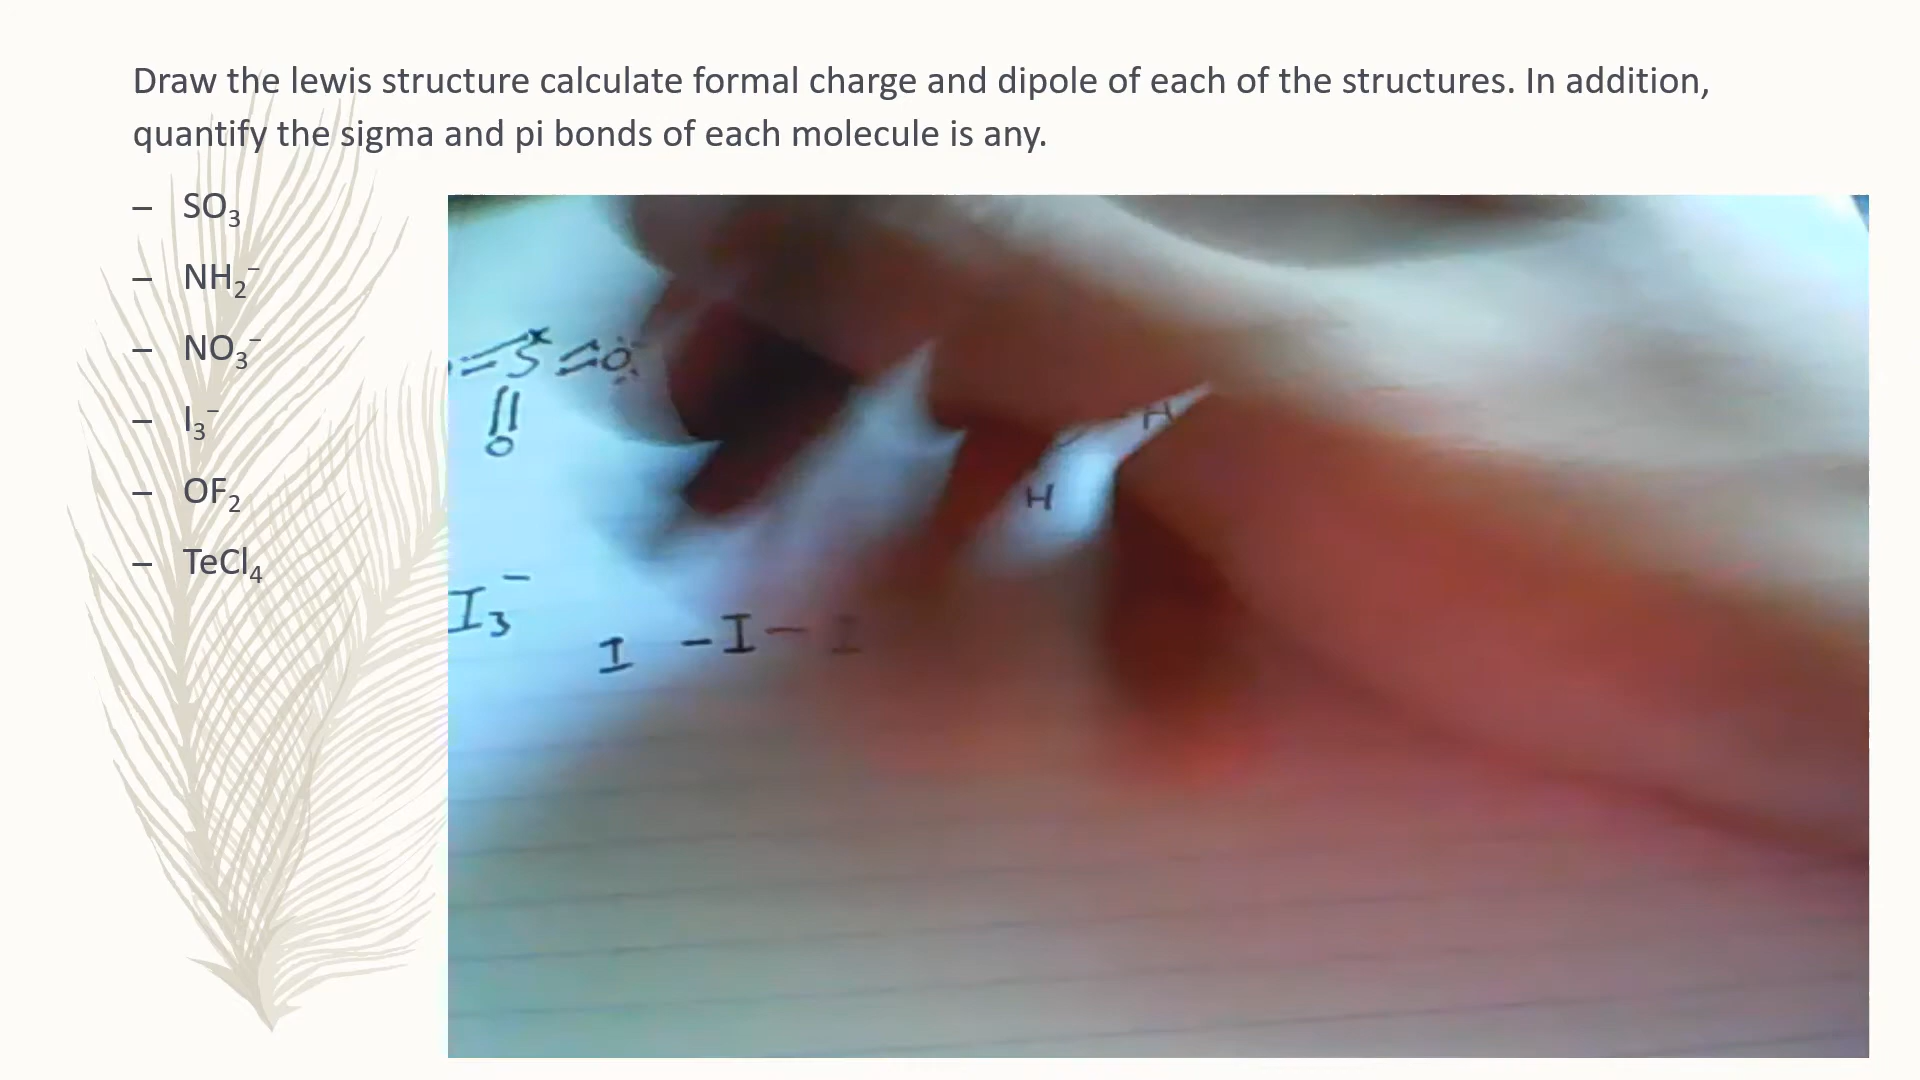 Draw the lewis structure calculate formal charge and dipole of each of the structures. In addition,
quantify the sigma and pi bonds of each molecule is any.
– SO₃
– NH₂⁻
– NO₃⁻
– I₃⁻
– OF₂
– TeCl₄
=S=O
||
O
H
H
I₃⁻
I -I- I